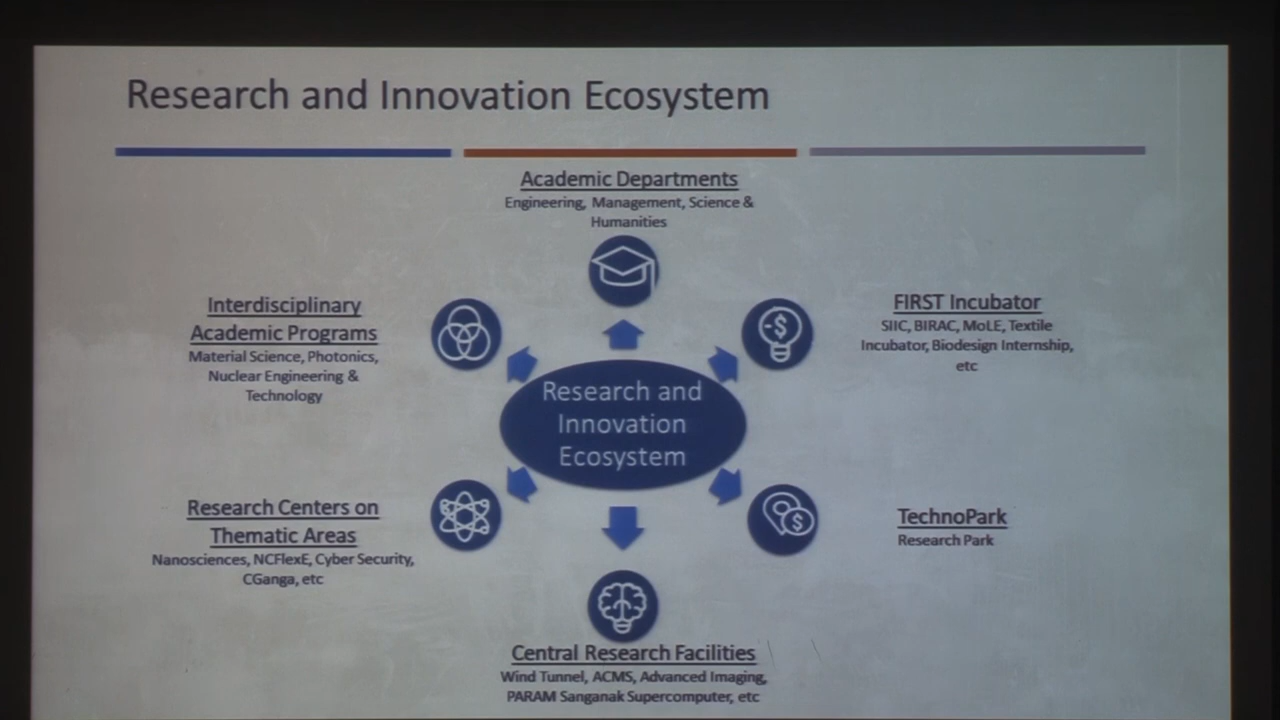 Research and Innovation Ecosystem
Academic Departments
Engineering, Management, Science &
Humanities
Interdisciplinary
Academic Programs
Material Science, Photonics,
Nuclear Engineering &
Technology
FIRST Incubator
SIIC, BIRAC, MoLE, Textile
Incubator, Biodesign Internship,
etc
Research and
Innovation
Ecosystem
Research Centers on
Thematic Areas
Nanosciences, NCFlexE, Cyber Security,
CGanga, etc
TechnoPark
Research Park
Central Research Facilities
Wind Tunnel, ACMS, Advanced Imaging,
PARAM Sanganak Supercomputer, etc